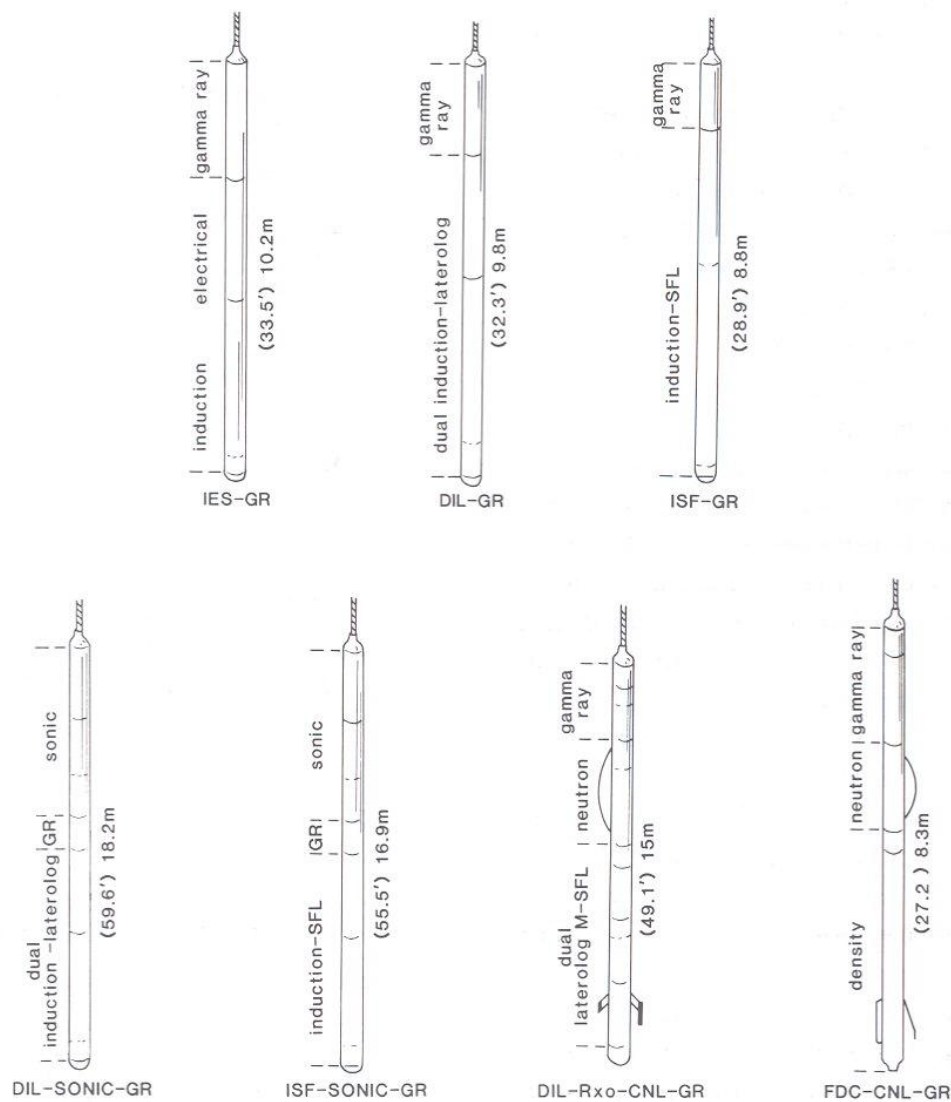 gamma ray
electrical
induction
(33.5') 10.2m
IES-GR
gamma
ray
dual induction-laterolog
(32.3') 9.8m
DIL-GR
gamma
ray
induction-SFL
(28.9') 8.8m
ISF-GR
sonic
GR
dual
induction-laterolog
(59.6') 18.2m
DIL-SONIC-GR
sonic
GR
induction-SFL
(55.5') 16.9m
ISF-SONIC-GR
gamma
ray
neutron
dual
laterolog M-SFL
(49.1') 15m
DIL-Rxo-CNL-GR
gamma ray
neutron
density
(27.2 ) 8.3m
FDC-CNL-GR